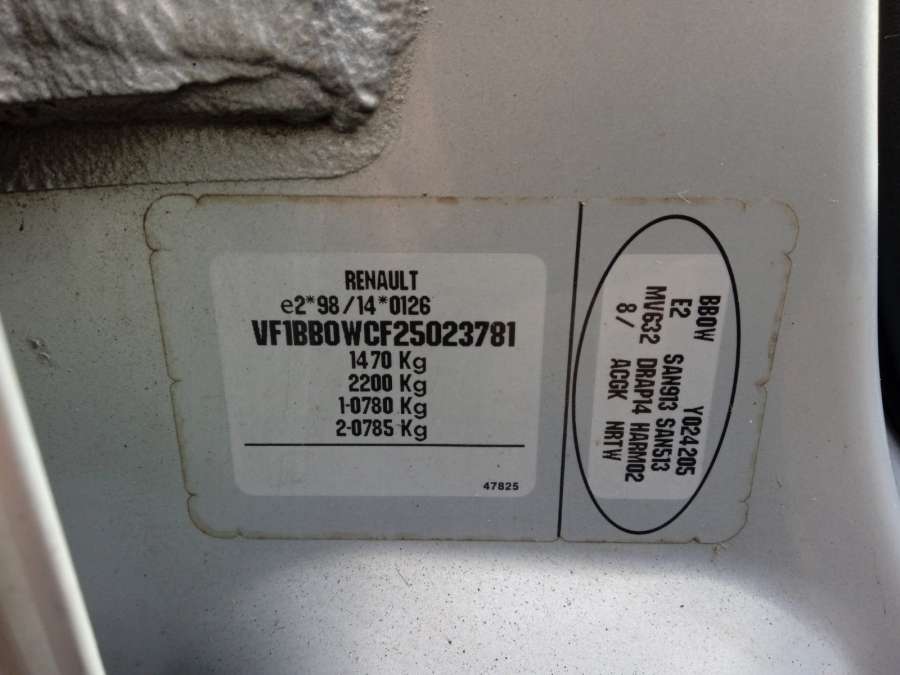 RENAULT
e2*98/14*0126
VF1BB0WCF25023781
1470 Kg
2200 Kg
1-0780 Kg
2-0785 Kg
47825
BB0W Y024205
E2 SAN913 SAN513
MV632 DRAP14 HARM02
8/ ACGK NRTW